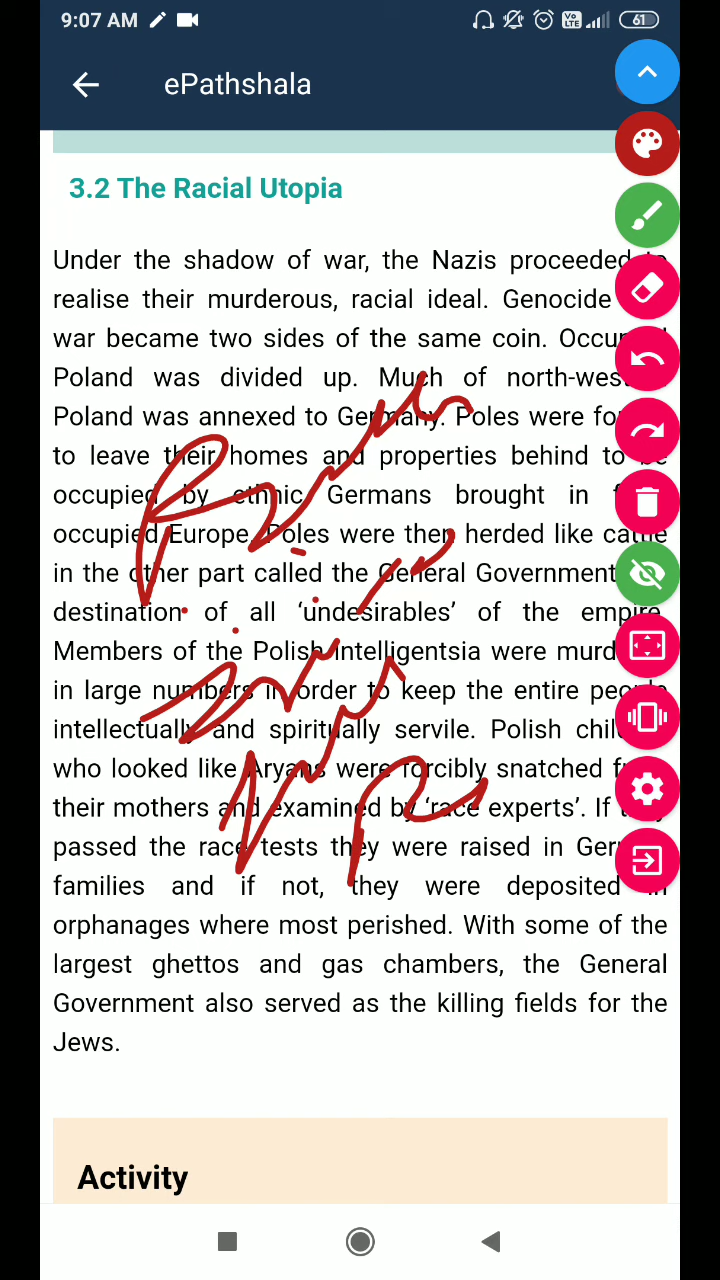 9:07 AM
Vo LTE
61
ePathshala
3.2 The Racial Utopia
Under the shadow of war, the Nazis proceeded to
realise their murderous, racial ideal. Genocide
war became two sides of the same coin.
Poland was divided up. Much of
Poland was annexed to Germany. Poles were
to leave their homes and properties behind to be
occupied by ethnic Germans brought in
occupied Europe. Poles were then herded like cattle
in the other part called the General Government
destination of all ‘undesirables’ of the empire.
Members of the Polish intelligentsia were
in large numbers in order to keep the entire people
intellectually and spiritually servile. Polish
who looked like Aryans were forcibly snatched
their mothers and examined by ‘race experts’. If
passed the race tests they were raised in
families and if not, they were deposited in
orphanages where most perished. With some of the
largest ghettos and gas chambers, the General
Government also served as the killing fields for the
Jews.
Activity